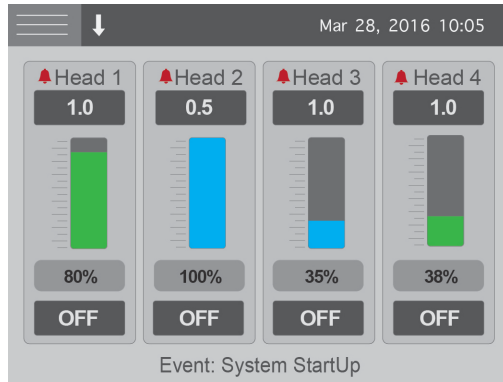 Mar 28, 2016 10:05
Head 1 Head 2 Head 3 Head 4
1.0 0.5 1.0 1.0
80% 100% 35% 38%
OFF OFF OFF OFF
Event: System StartUp